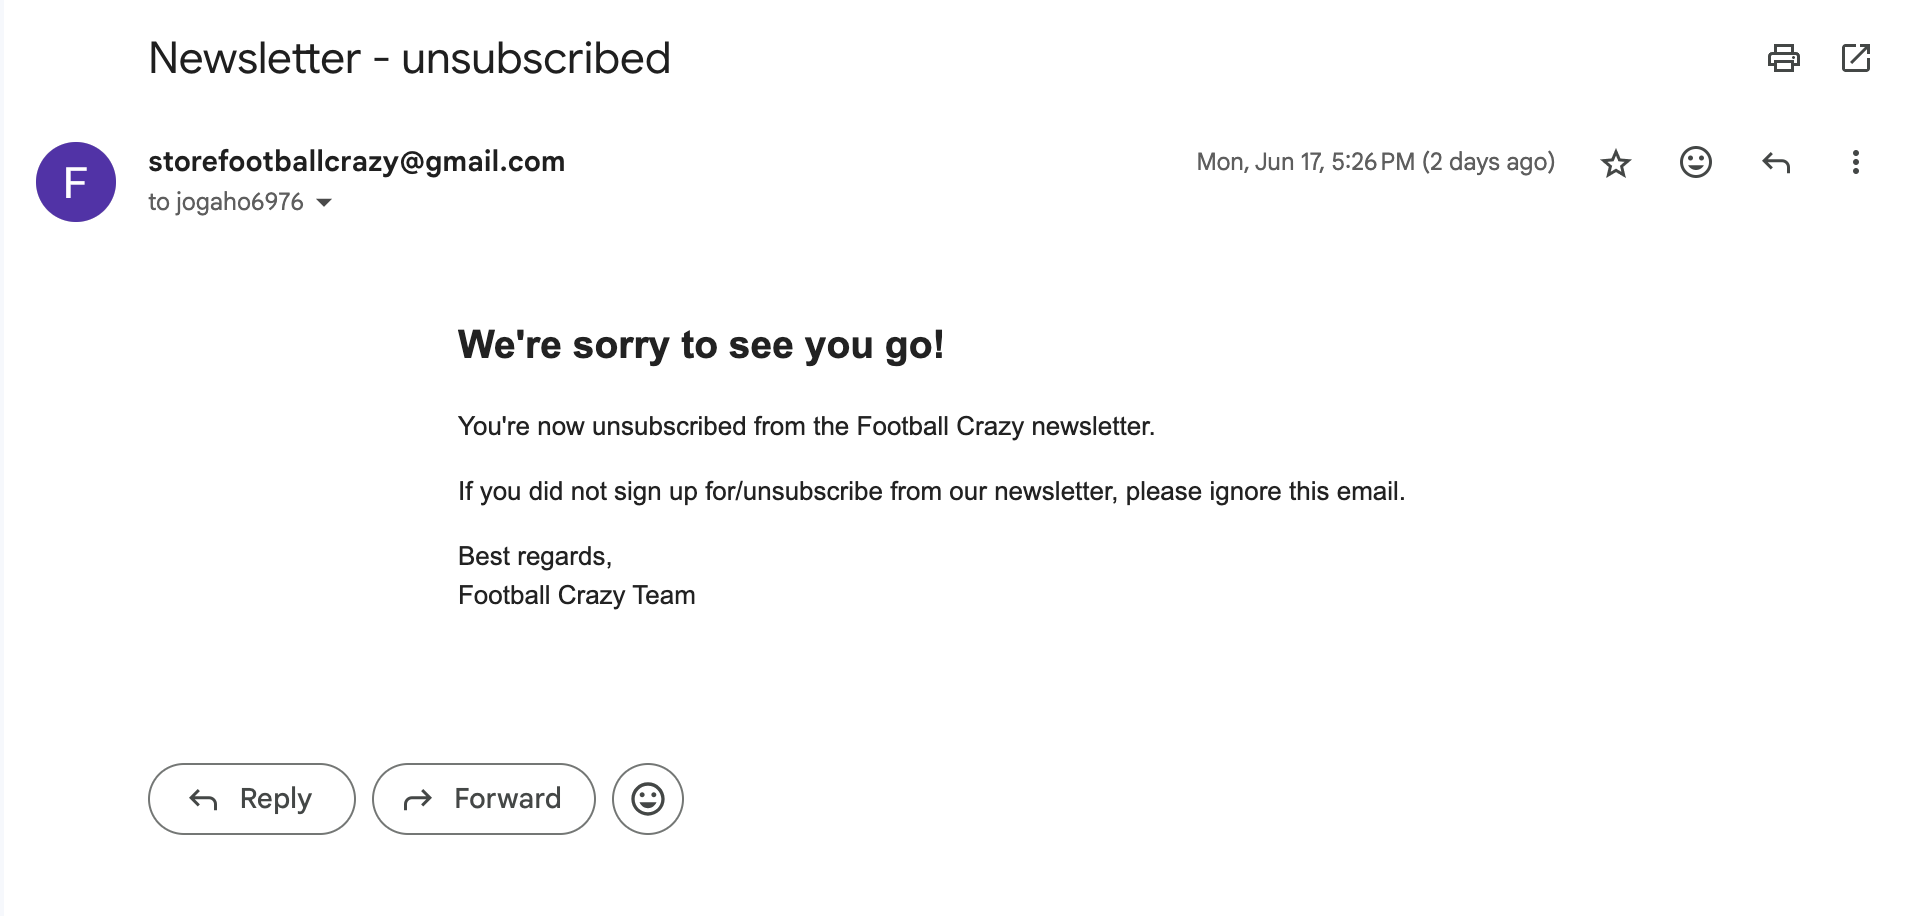 Newsletter - unsubscribed
F
storefootballcrazy@gmail.com
Mon, Jun 17, 5:26 PM (2 days ago)
to jogaho6976
We're sorry to see you go!
You're now unsubscribed from the Football Crazy newsletter.
If you did not sign up for/unsubscribe from our newsletter, please ignore this email.
Best regards,
Football Crazy Team
Reply
Forward